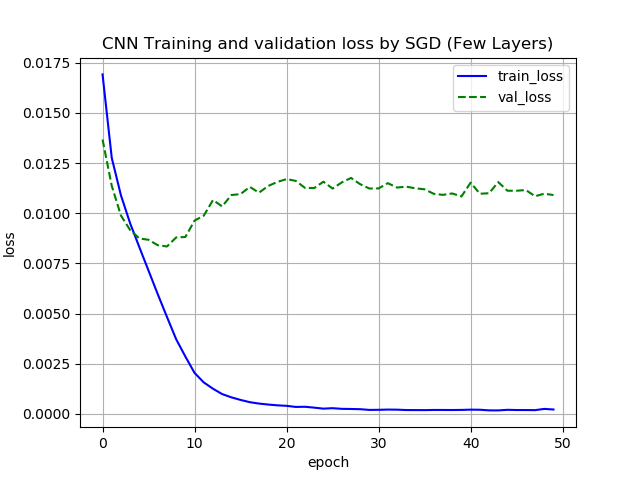 CNN Training and validation loss by SGD (Few Layers)
train_loss
val_loss
0.0175
0.0150
0.0125
0.0100
0.0075
0.0050
0.0025
0.0000
loss
0 10 20 30 40 50
epoch